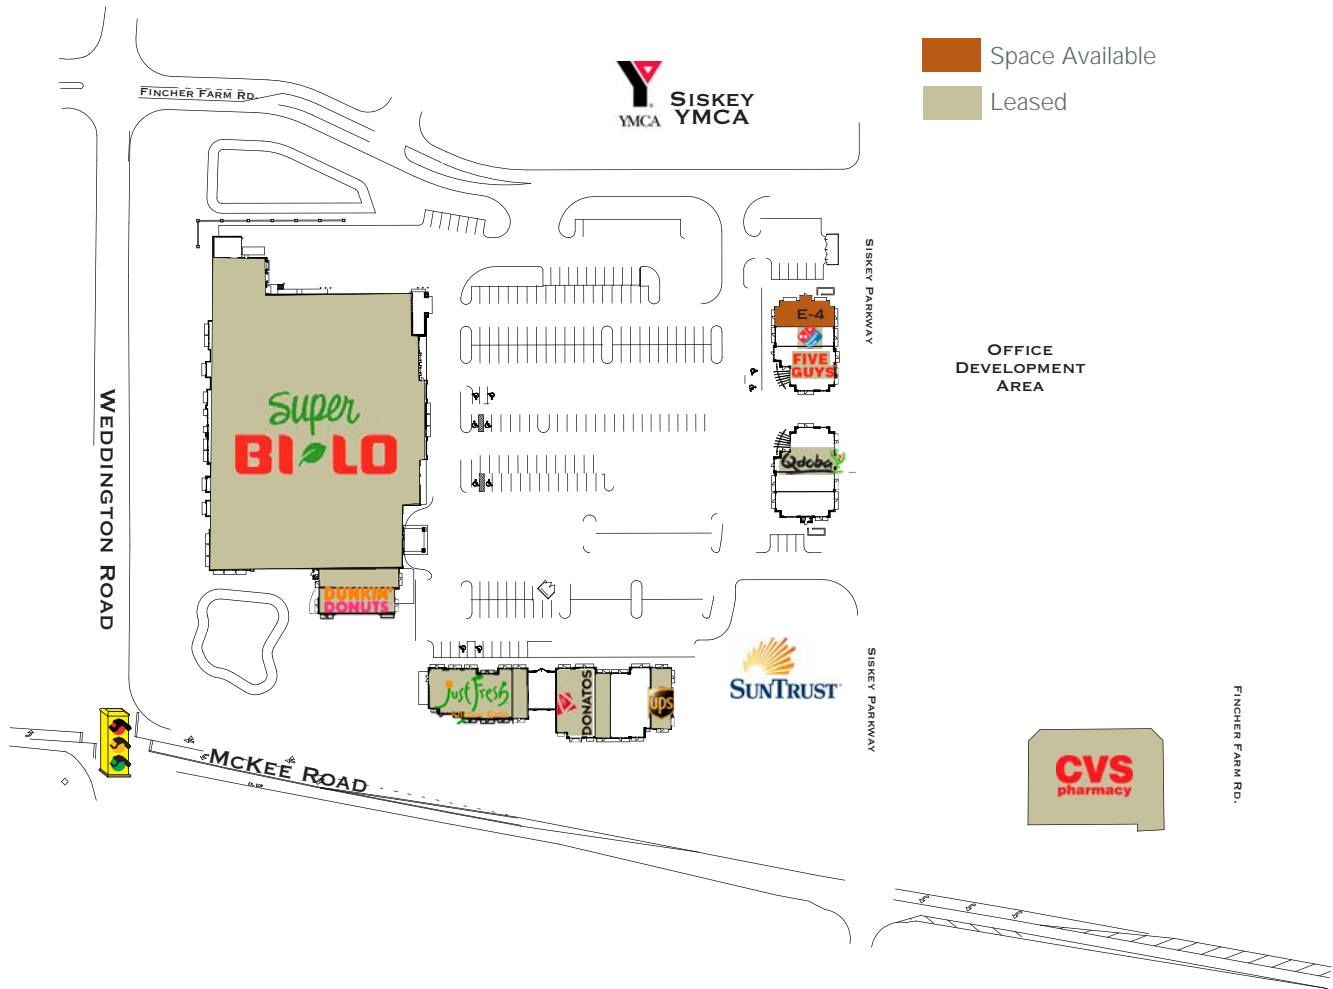 Space Available
Leased
FINCHER FARM RD.
YMCA
SISKEY
YMCA
SISKEY PARKWAY
E-4
FIVE
GUYS
OFFICE
DEVELOPMENT
AREA
WEDDINGTON ROAD
Super
BI-LO
Qdoba
DUNKIN'
DONUTS
SUNTRUST
SISKEY PARKWAY
Just Fresh
DONATOS
ups
FINCHER FARM RD.
MCKEE ROAD
CVS
pharmacy